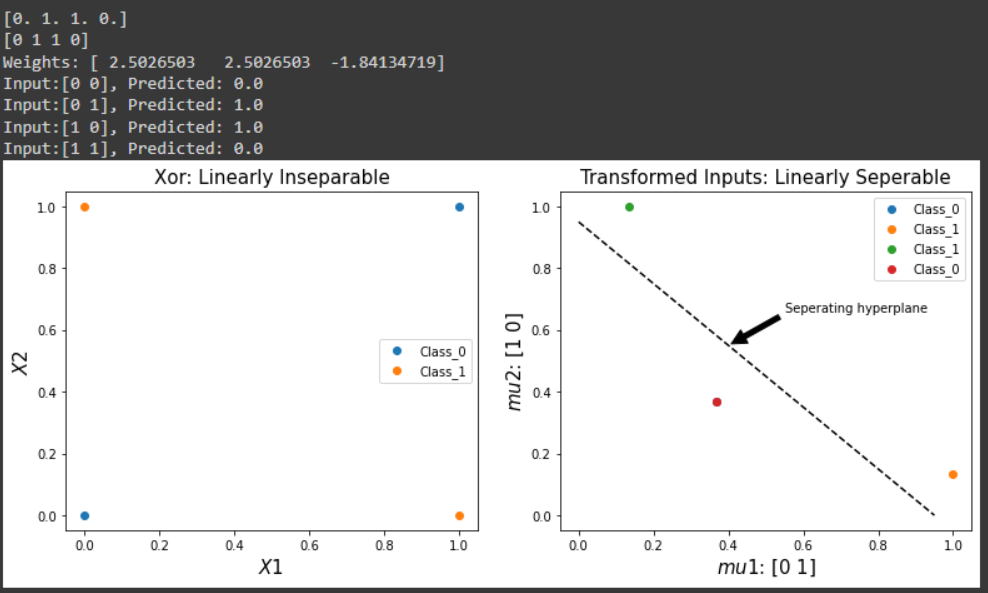 [0. 1. 1. 0.]
[0 1 1 0]
Weights: [ 2.5026503   2.5026503  -1.84134719]
Input:[0 0], Predicted: 0.0
Input:[0 1], Predicted: 1.0
Input:[1 0], Predicted: 1.0
Input:[1 1], Predicted: 0.0
Xor: Linearly Inseparable
1.0
0.8
0.6
0.4
0.2
0.0
X2
Class_0
Class_1
0.0 0.2 0.4 0.6 0.8 1.0
X1
Transformed Inputs: Linearly Seperable
1.0
0.8
0.6
0.4
0.2
0.0
mu2: [1 0]
Class_0
Class_1
Class_1
Class_0
Seperating hyperplane
0.0 0.2 0.4 0.6 0.8 1.0
mu1: [0 1]